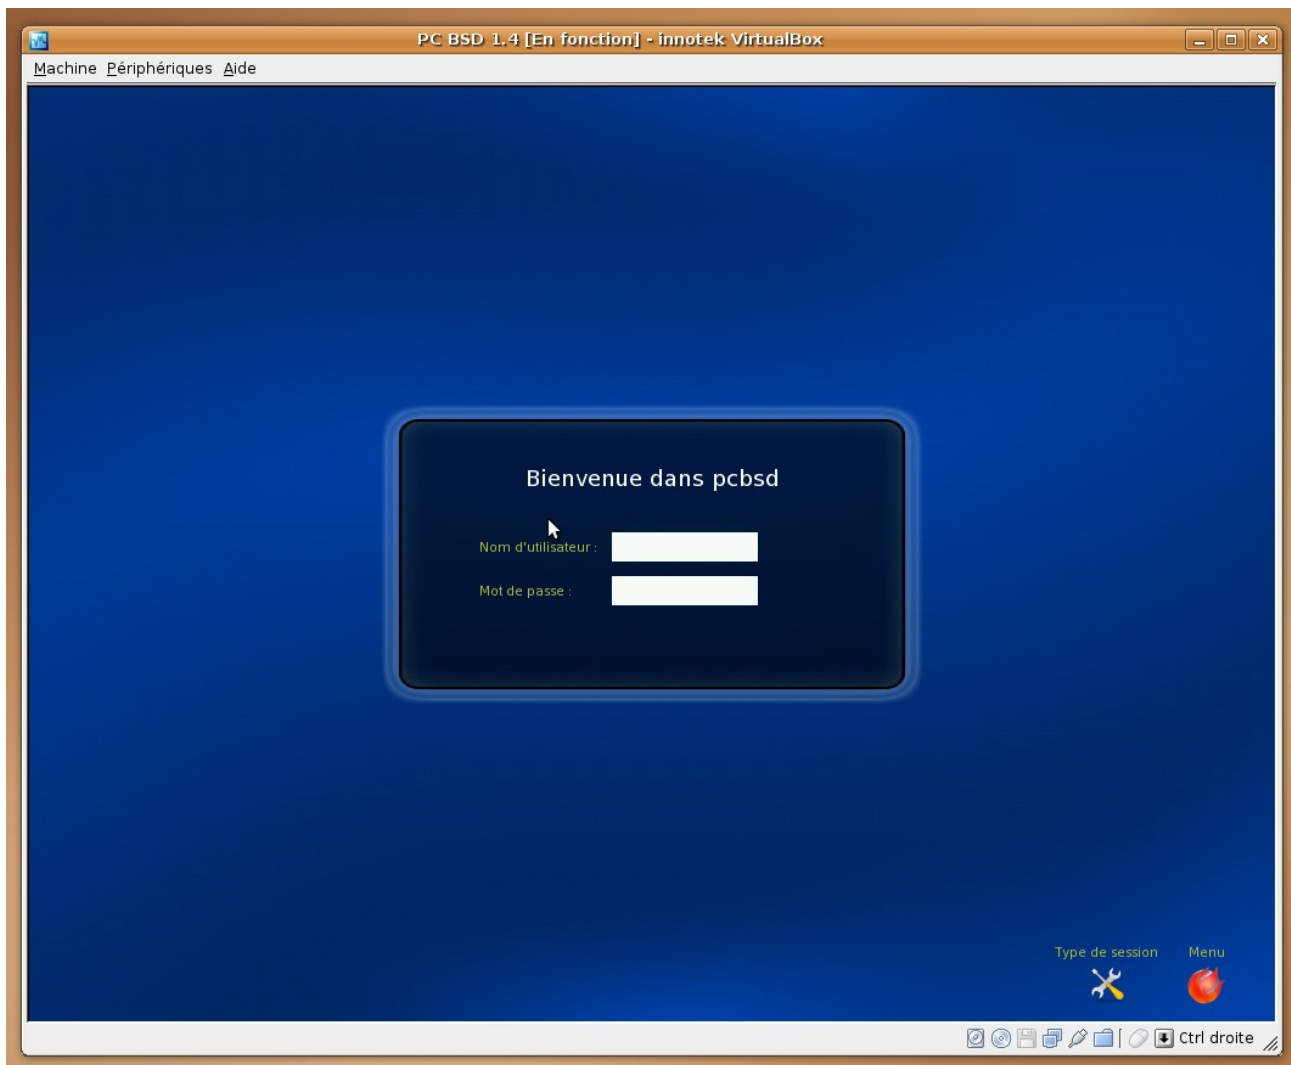 PC BSD 1.4 [En fonction] - innotek VirtualBox
Machine Périphériques Aide
Bienvenue dans pcbsd
Nom d'utilisateur :
Mot de passe :
Type de session Menu
Ctrl droite